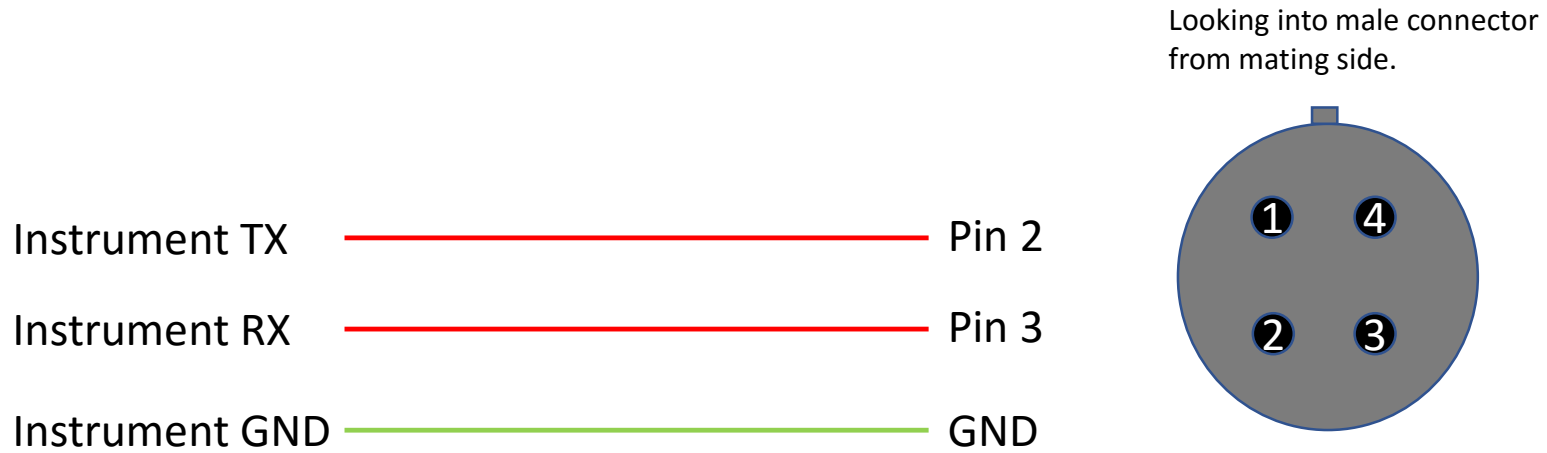 Looking into male connector
from mating side.
1 4
Instrument TX Pin 2
Instrument RX Pin 3
2 3
Instrument GND GND